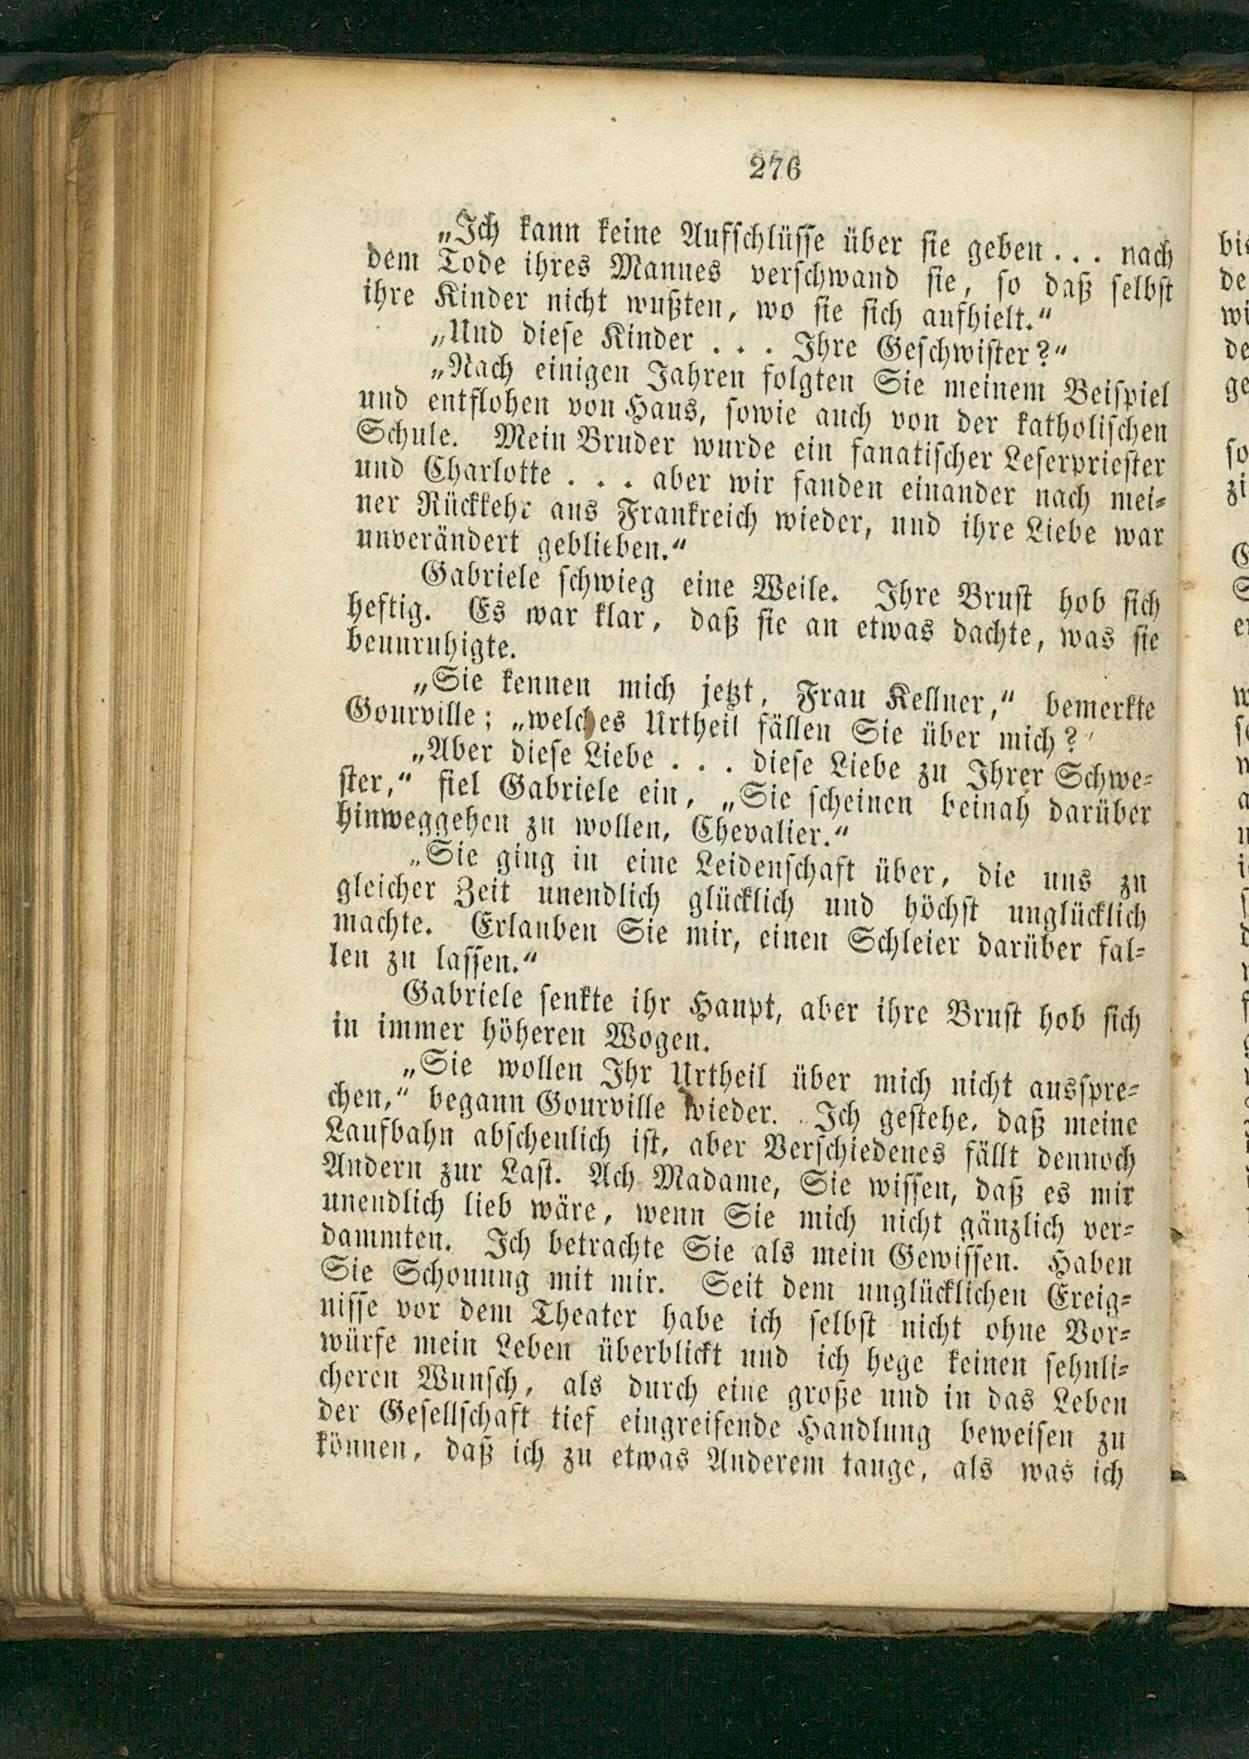 276
„Ich kann keine Aufschlüsse über sie geben... nach
dem Tode ihres Mannes verschwand sie, so daß selbst
ihre Kinder nicht wußten, wo sie sich aufhielt.“
„Und diese Kinder . . . Ihre Geschwister?“
„Nach einigen Jahren folgten Sie meinem Beispiel
und entflohen von Haus, sowie auch von der katholischen
Schule. Mein Bruder wurde ein fanatischer Leserpriester
und Charlotte . . . aber wir fanden einander nach mei-
ner Rückkehr aus Frankreich wieder, und ihre Liebe war
unverändert geblieben.“
Gabriele schwieg eine Weile. Ihre Brust hob sich
heftig. Es war klar, daß sie an etwas dachte, was sie
beunruhigte.
„Sie kennen mich jetzt, Frau Kellner,“ bemerkte
Gourville; „welches Urtheil fällen Sie über mich?“
„Aber diese Liebe . . . diese Liebe zu Ihrer Schwe-
ster,“ fiel Gabriele ein, „Sie scheinen beinah darüber
hinweggehen zu wollen, Chevalier.“
„Sie ging in eine Leidenschaft über, die uns zu
gleicher Zeit unendlich glücklich und höchst unglücklich
machte. Erlauben Sie mir, einen Schleier darüber fal-
len zu lassen.“
Gabriele senkte ihr Haupt, aber ihre Brust hob sich
in immer höheren Wogen.
„Sie wollen Ihr Urtheil über mich nicht ausspre-
chen,“ begann Gourville wieder. Ich gestehe, daß meine
Laufbahn abscheulich ist, aber Verschiedenes fällt dennoch
Andern zur Last. Ach Madame, Sie wissen, daß es mir
unendlich lieb wäre, wenn Sie mich nicht gänzlich ver-
dammten. Ich betrachte Sie als mein Gewissen. Haben
Sie Schonung mit mir. Seit dem unglücklichen Ereig-
nisse vor dem Theater habe ich selbst nicht ohne Vor-
würfe mein Leben überblickt und ich hege keinen sehnli-
cheren Wunsch, als durch eine große und in das Leben
der Gesellschaft tief eingreifende Handlung beweisen zu
können, daß ich zu etwas Anderem tauge, als was ich